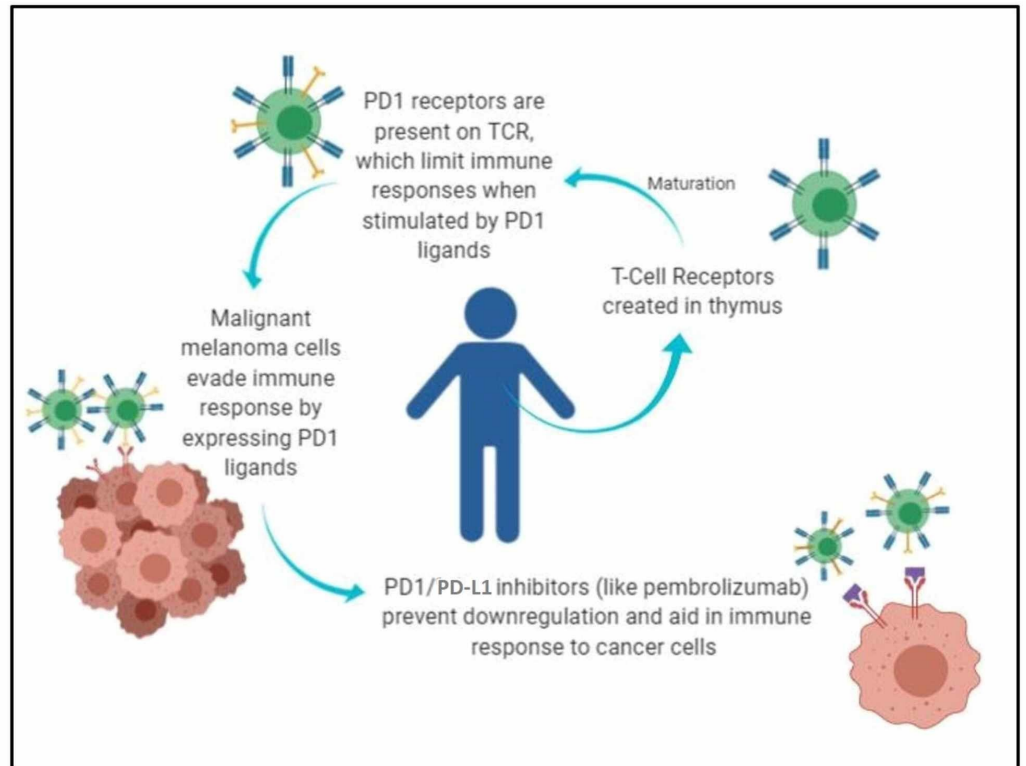 PD1 receptors are
present on TCR,
which limit immune
responses when
stimulated by PD1
ligands
Maturation
T-Cell Receptors
created in thymus
Malignant
melanoma cells
evade immune
response by
expressing PD1
ligands
PD1/PD-L1 inhibitors (like pembrolizumab)
prevent downregulation and aid in immune
response to cancer cells